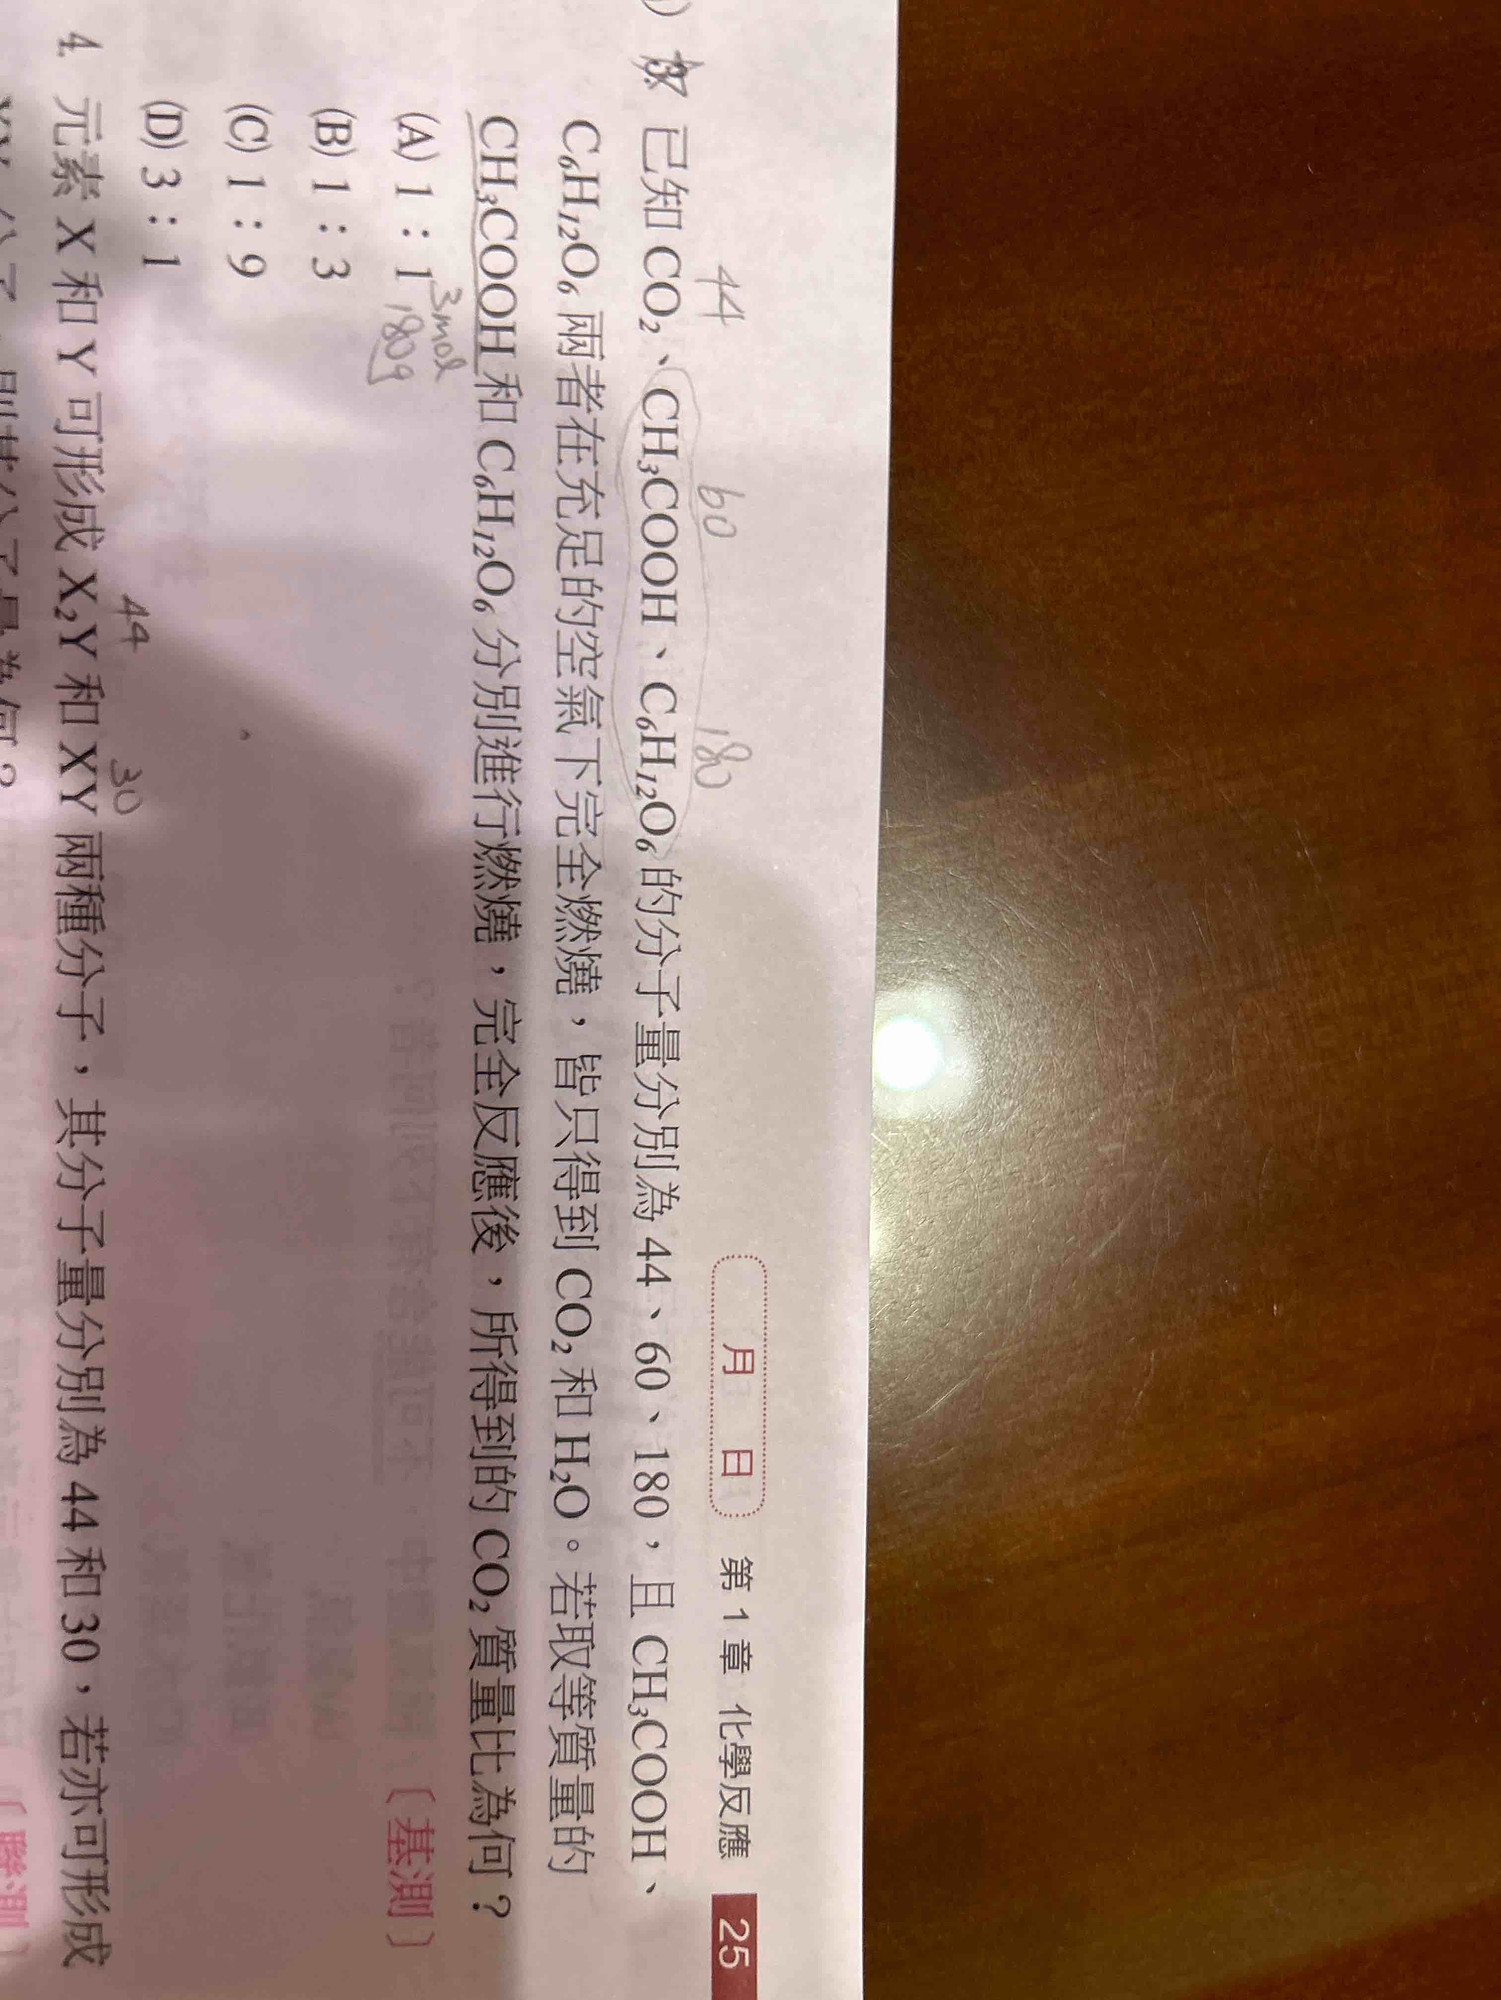 月 日 第 1 章 化學反應 25
44 60 180
3. 已知 CO₂、CH₃COOH、C₆H₁₂O₆ 的分子量分別為 44、60、180，且 CH₃COOH、
C₆H₁₂O₆ 兩者在充足的空氣下完全燃燒，皆只得到 CO₂ 和 H₂O。若取等質量的
CH₃COOH 和 C₆H₁₂O₆ 分別進行燃燒，完全反應後，所得到的 CO₂ 質量比為何？
3mol
180g
〔基測〕
(A) 1：1
(B) 1：3
(C) 1：9
(D) 3：1
44 30
4. 元素 X 和 Y 可形成 X₂Y 和 XY 兩種分子，其分子量分別為 44 和 30，若亦可形成